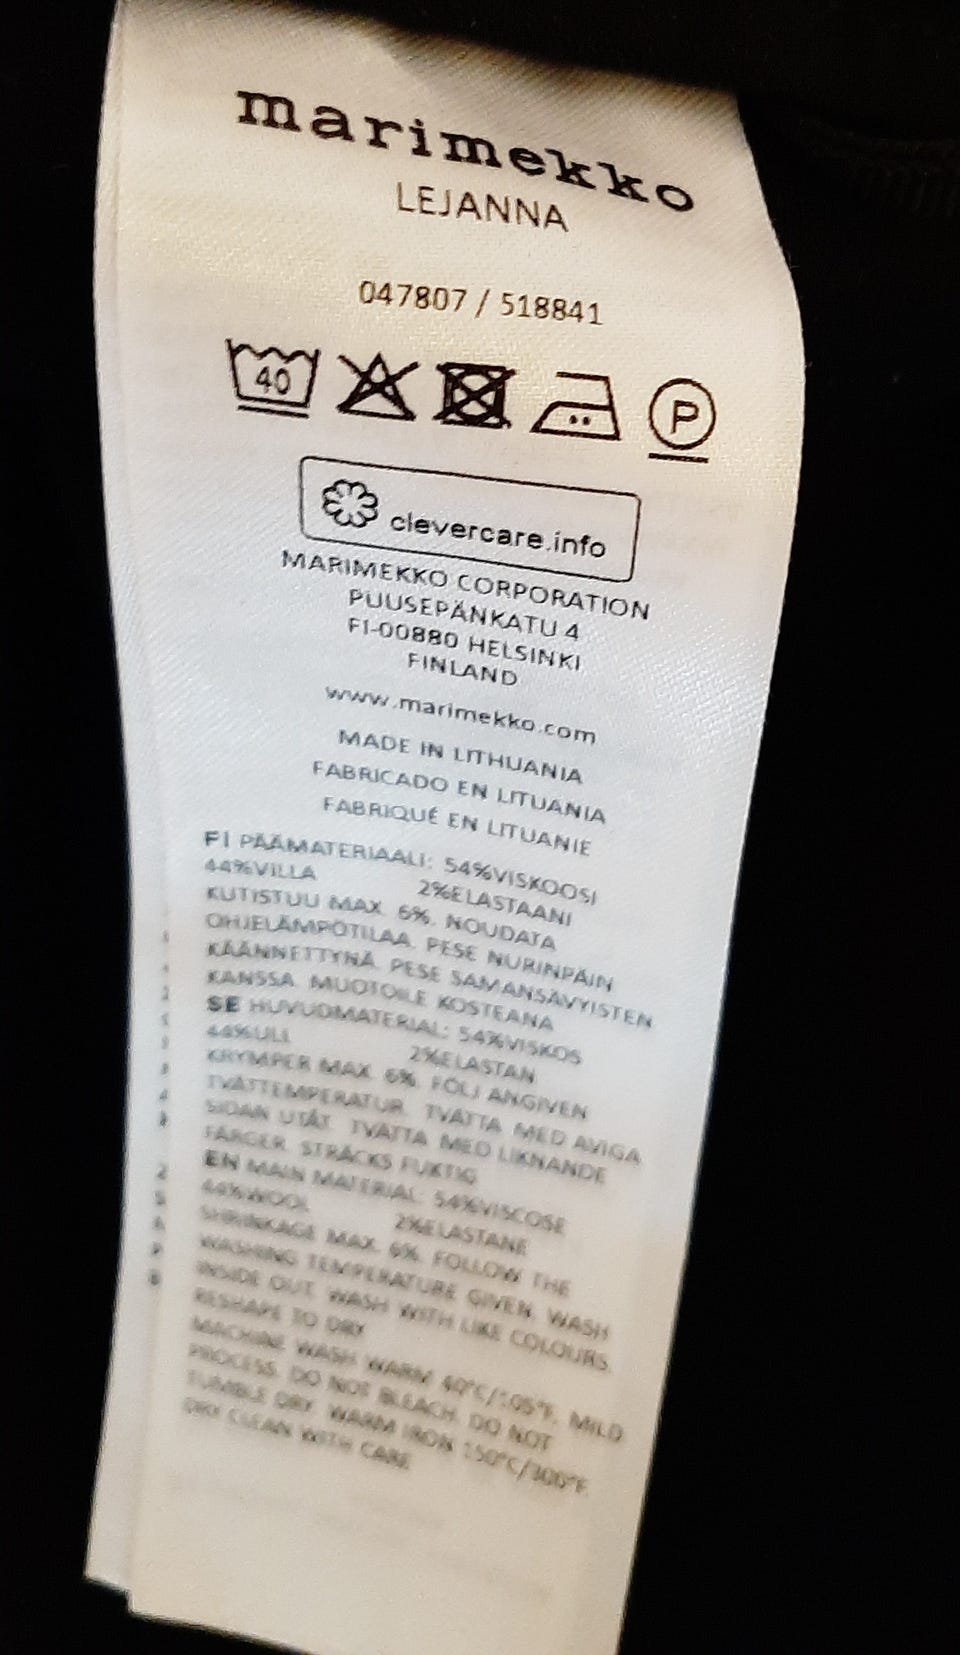 marimekko
LEJANNA
047807 / 518841
40
P
clevercare.info
MARIMEKKO CORPORATION
PUUSEPÄNKATU 4
FI-00880 HELSINKI
FINLAND
www.marimekko.com
MADE IN LITHUANIA
FABRICADO EN LITUANIA
FABRIQUÉ EN LITUANIE
FI PÄÄMATERIAALI: 54%VISKOOSI
44%VILLA 2%ELASTAANI
KUTISTUU MAX. 6%. NOUDATA
OHJELÄMPÖTILAA. PESE NURINPÄIN
KÄÄNNETTYNÄ. PESE SAMANSÄVYISTEN
KANSSA. MUOTOILE KOSTEANA
SE HUVUDMATERIAL: 54%VISKOS
44%ULL 2%ELASTAN
KRYMPER MAX. 6%. FÖLJ ANGIVEN
TVÄTTEMPERATUR. TVÄTTA MED AVIGA
SIDAN UTÅT. TVÄTTA MED LIKNANDE
FÄRGER. STRÄCKS FUKTIG
EN MAIN MATERIAL: 54%VISCOSE
44%WOOL 2%ELASTANE
SHRINKAGE MAX. 6%. FOLLOW THE
WASHING TEMPERATURE GIVEN. WASH
INSIDE OUT. WASH WITH LIKE COLOURS.
RESHAPE TO DRY
MACHINE WASH WARM 40°C/105°F. MILD
PROCESS. DO NOT BLEACH. DO NOT
TUMBLE DRY. WARM IRON 150°C/300°F.
DRY CLEAN WITH CARE